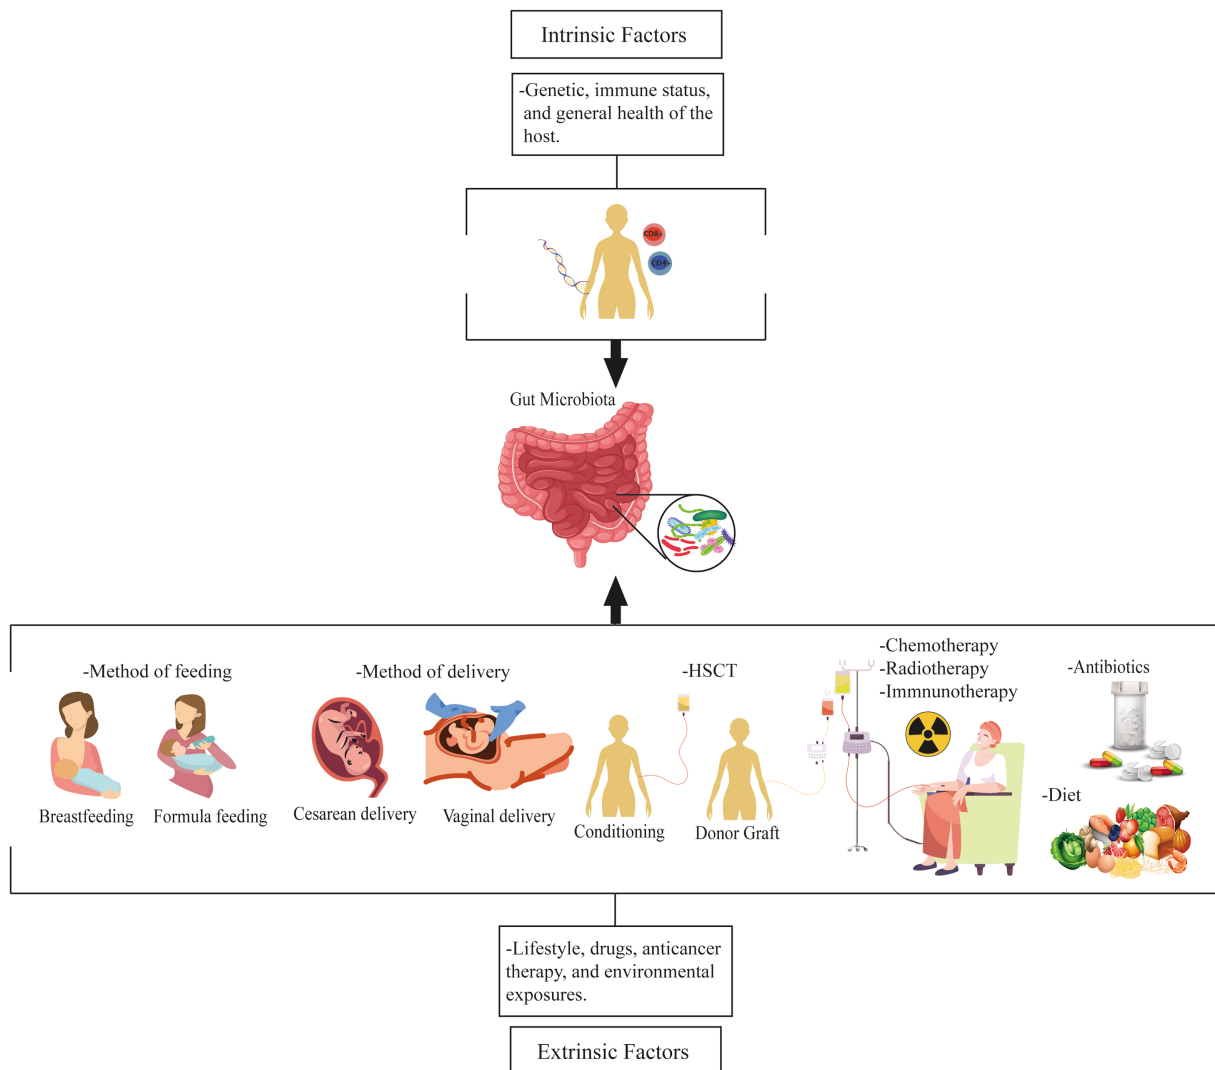 Intrinsic Factors
-Genetic, immune status,
and general health of the
host.
CD8+
CD4+
Gut Microbiota
-Method of feeding
Breastfeeding
Formula feeding
-Method of delivery
Cesarean delivery
Vaginal delivery
-HSCT
Conditioning
Donor Graft
-Chemotherapy
-Radiotherapy
-Immnunotherapy
-Antibiotics
-Diet
-Lifestyle, drugs, anticancer
therapy, and environmental
exposures.
Extrinsic Factors